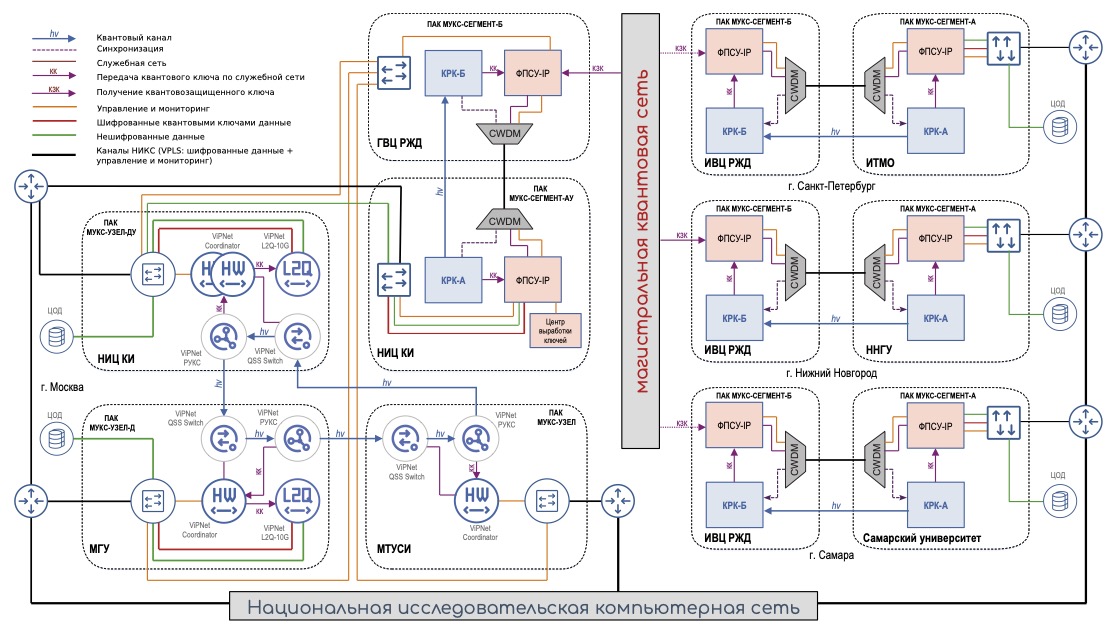 hv
Квантовый канал
Синхронизация
Служебная сеть
КК
Передача квантового ключа по служебной сети
КЗК
Получение квантовозащищенного ключа
Управление и мониторинг
Шифрованные квантовыми ключами данные
Нешифрованные данные
Каналы НИКС (VPLS: шифрованные данные +
управление и мониторинг)
ПАК МУКС-СЕГМЕНТ-Б
КРК-Б
КК
ФПСУ-IP
КЗК
CWDM
ГВЦ РЖД
hv
ПАК
МУКС-СЕГМЕНТ-АУ
CWDM
КРК-А
КК
ФПСУ-IP
Центр
выработки
ключей
НИЦ КИ
ПАК
МУКС-УЗЕЛ-ДУ
ViPNet
Coordinator
ViPNet
L2Q-10G
H
HW
КК
L2Q
КК
ЦОД
ViPNet
РУКС
hv
ViPNet
QSS Switch
НИЦ КИ
г. Москва
hv
hv
ЦОД
ПАК
МУКС-УЗЕЛ-Д
ViPNet
QSS Switch
ViPNet
РУКС
hv
hv
КК
HW
КК
L2Q
ViPNet
Coordinator
ViPNet
L2Q-10G
МГУ
ПАК
МУКС-УЗЕЛ
ViPNet
РУКС
hv
ViPNet
QSS Switch
КК
HW
ViPNet
Coordinator
МТУСИ
магистральная квантовая сеть
Национальная исследовательская компьютерная сеть
ПАК МУКС-СЕГМЕНТ-Б
ПАК МУКС-СЕГМЕНТ-А
КЗК
ФПСУ-IP
CWDM
CWDM
ФПСУ-IP
КК
КК
ЦОД
КРК-Б
hv
КРК-А
ИВЦ РЖД
ИТМО
г. Санкт-Петербург
ПАК МУКС-СЕГМЕНТ-Б
ПАК МУКС-СЕГМЕНТ-А
КЗК
ФПСУ-IP
CWDM
CWDM
ФПСУ-IP
КК
КК
ЦОД
КРК-Б
hv
КРК-А
ИВЦ РЖД
ННГУ
г. Нижний Новгород
ПАК МУКС-СЕГМЕНТ-Б
ПАК МУКС-СЕГМЕНТ-А
КЗК
ФПСУ-IP
CWDM
CWDM
ФПСУ-IP
КК
КК
ЦОД
КРК-Б
hv
КРК-А
ИВЦ РЖД
Самарский университет
г. Самара